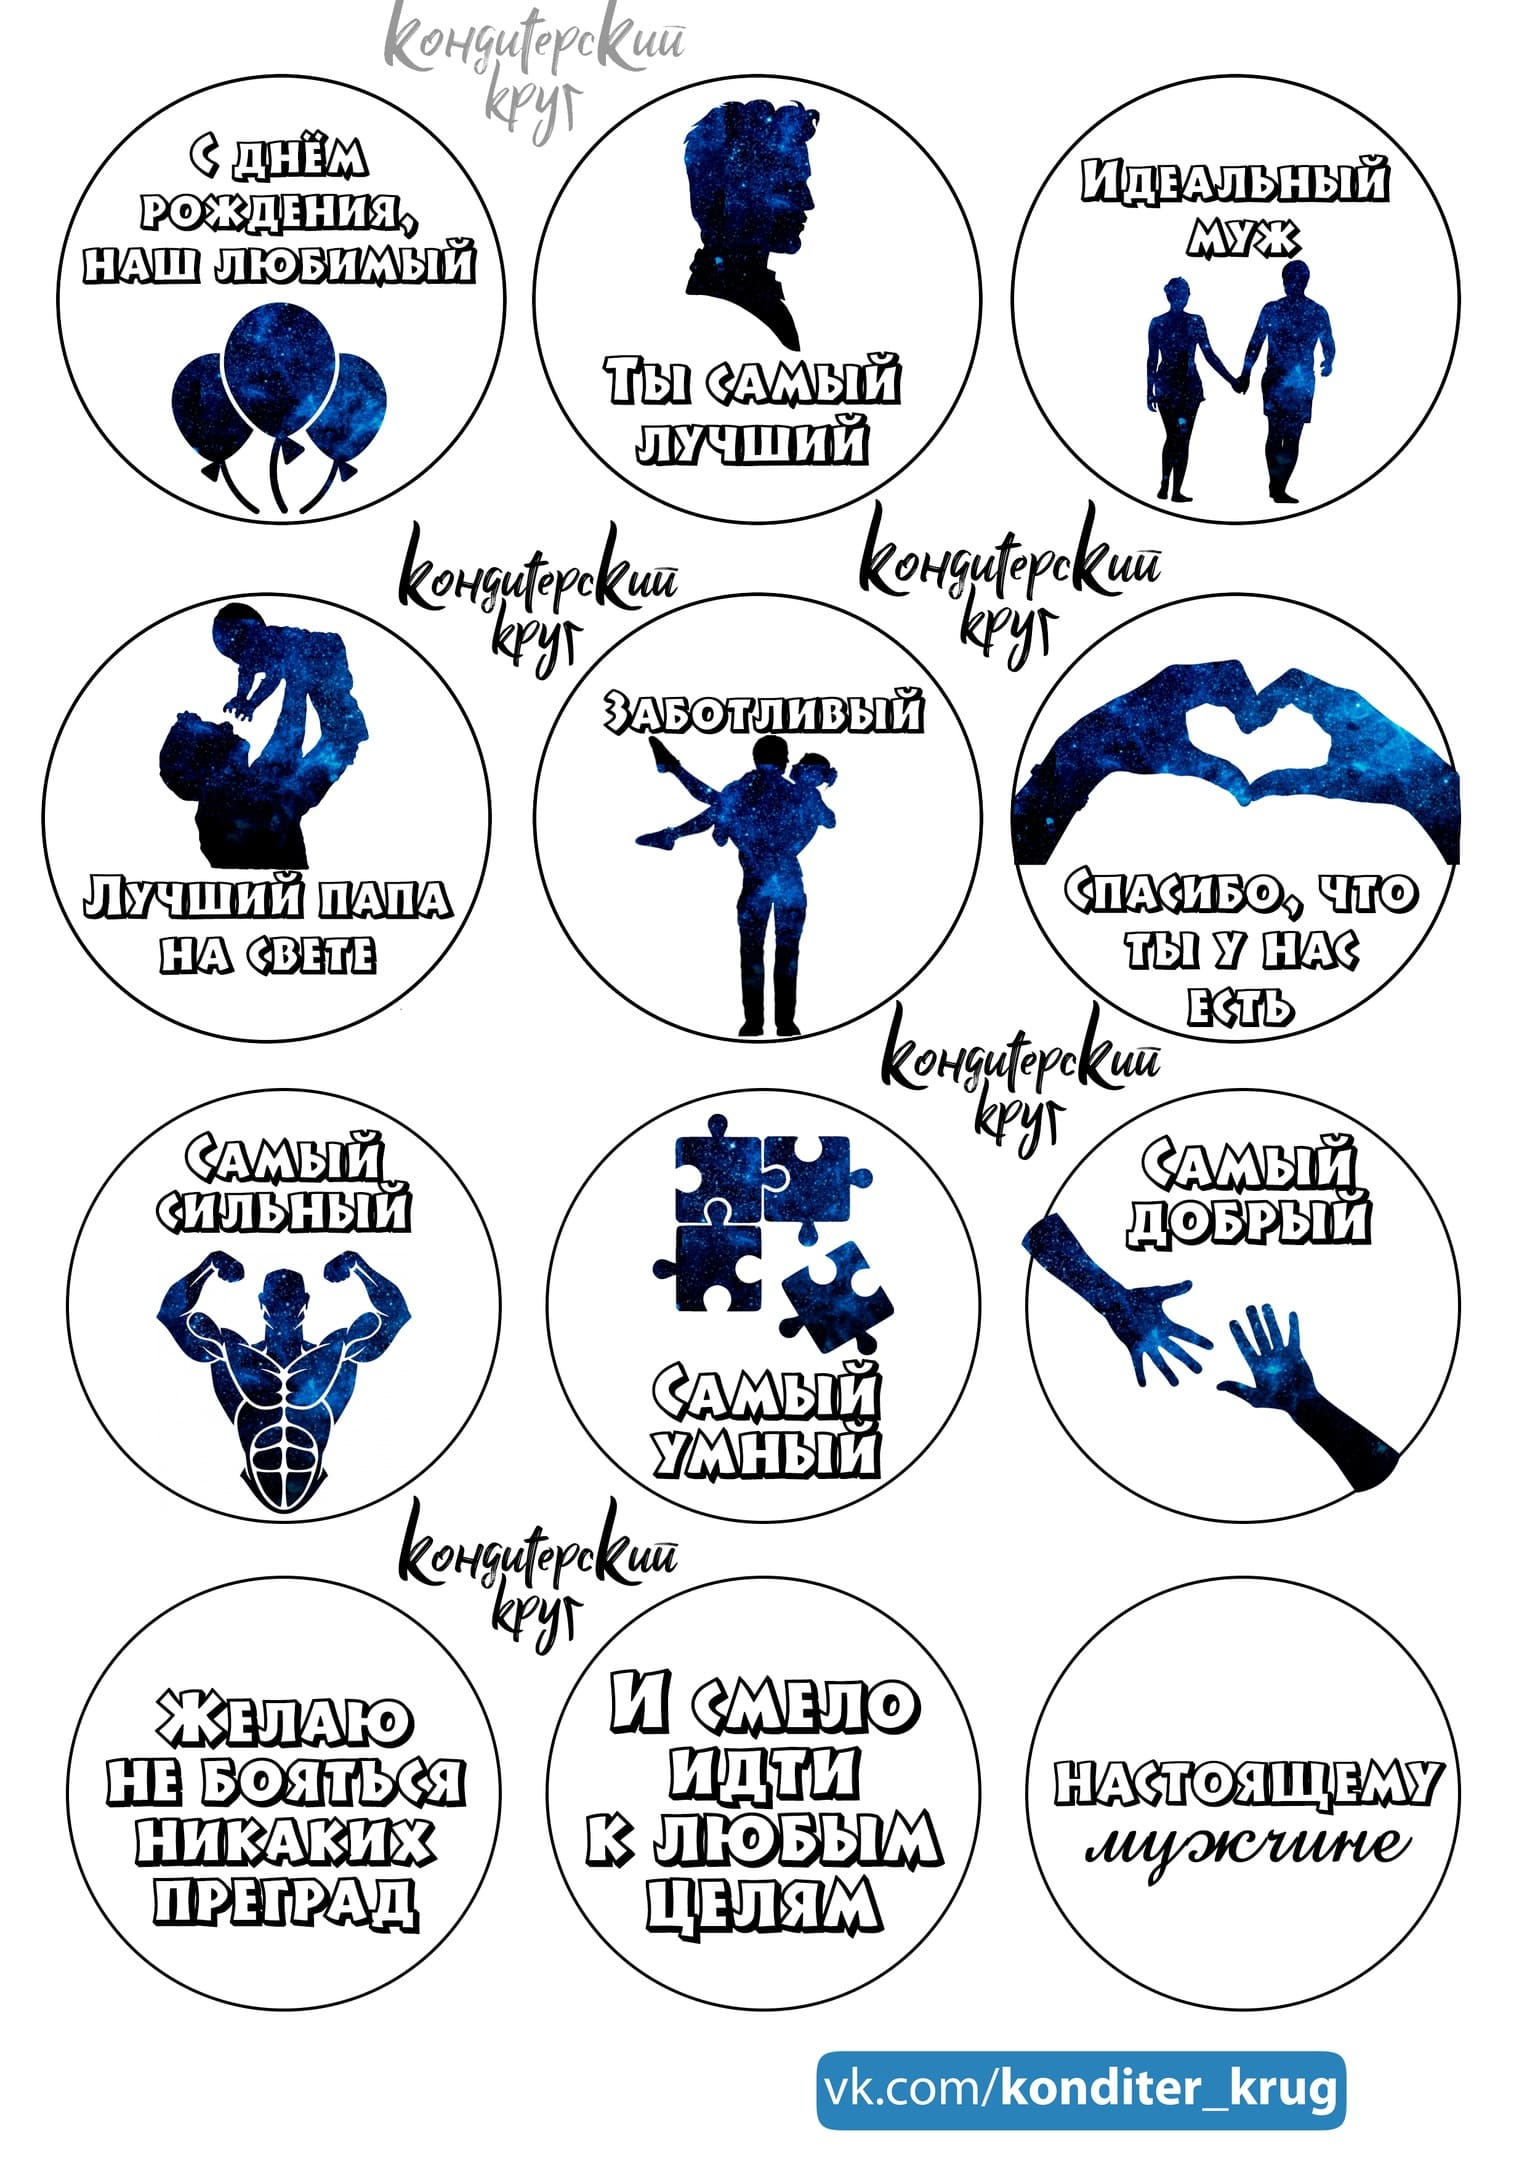 кондитерский
круг
С днём
рождения,
наш любимый
Ты самый
лучший
Идеальный
муж
кондитерский
круг
кондитерский
круг
Лучший папа
на свете
Заботливый
Спасибо, что
ты у нас
есть
кондитерский
круг
Самый
сильный
Самый
умный
Самый
добрый
кондитерский
круг
Желаю
не бояться
никаких
преград
И смело
идти
к любым
целям
настоящему
мужчине
vk.com/konditer_krug